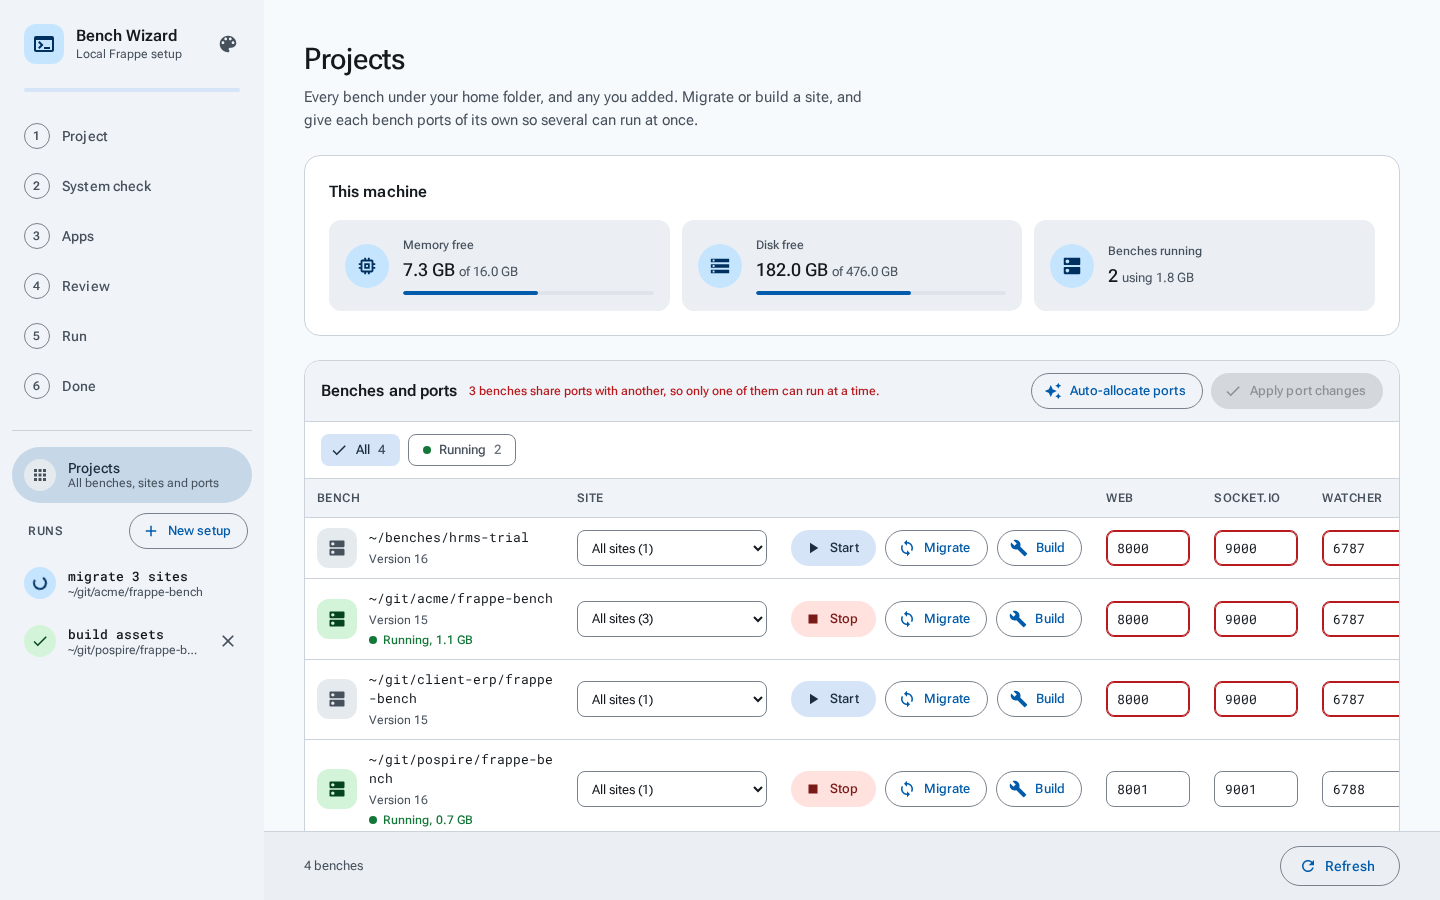 Bench Wizard
Local Frappe setup
1 Project
2 System check
3 Apps
4 Review
5 Run
6 Done
Projects
All benches, sites and ports
RUNS
New setup
migrate 3 sites
~/git/acme/frappe-bench
build assets
~/git/pospire/frappe-b...
Projects
Every bench under your home folder, and any you added. Migrate or build a site, and
give each bench ports of its own so several can run at once.
This machine
Memory free
7.3 GB of 16.0 GB
Disk free
182.0 GB of 476.0 GB
Benches running
2 using 1.8 GB
Benches and ports 3 benches share ports with another, so only one of them can run at a time. Auto-allocate ports Apply port changes
All 4 Running 2
BENCH SITE WEB SOCKET.IO WATCHER
~/benches/hrms-trial
Version 16
All sites (1) Start Migrate Build 8000 9000 6787
~/git/acme/frappe-bench
Version 15
Running, 1.1 GB
All sites (3) Stop Migrate Build 8000 9000 6787
~/git/client-erp/frappe
-bench
Version 15
All sites (1) Start Migrate Build 8000 9000 6787
~/git/pospire/frappe-be
nch
Version 16
Running, 0.7 GB
All sites (1) Stop Migrate Build 8001 9001 6788
4 benches Refresh